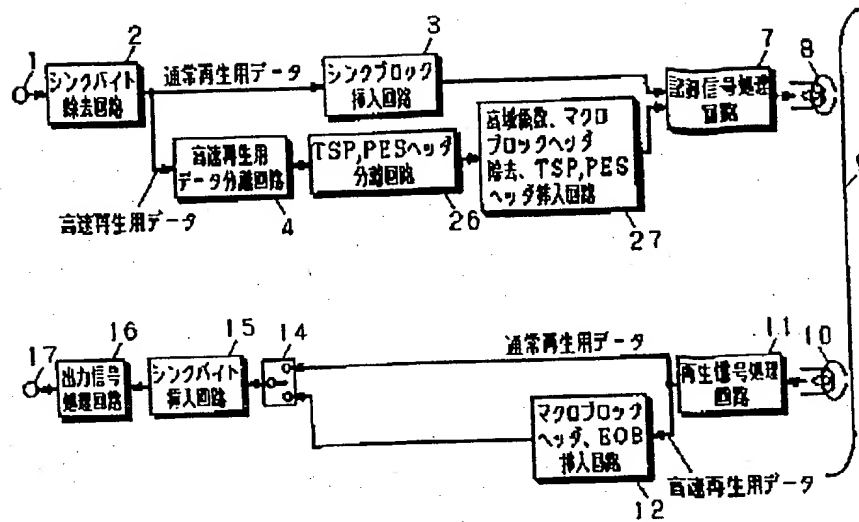 1
2
シンクバイト
除去回路
通常再生用データ
3
シンクブロック
挿入回路
7
記録信号処理
回路
8
高速再生用
データ分離回路
4
高速再生用データ
TSP,PESヘッダ
分離回路
26
高域係数、マクロ
ブロックヘッダ
除去、TSP,PES
ヘッダ挿入回路
27
17
16
出力信号
処理回路
15
シンクバイト
挿入回路
14
通常再生用データ
11
再生信号処理
回路
10
マクロブロック
ヘッダ、EOB
挿入回路
12
高速再生用データ